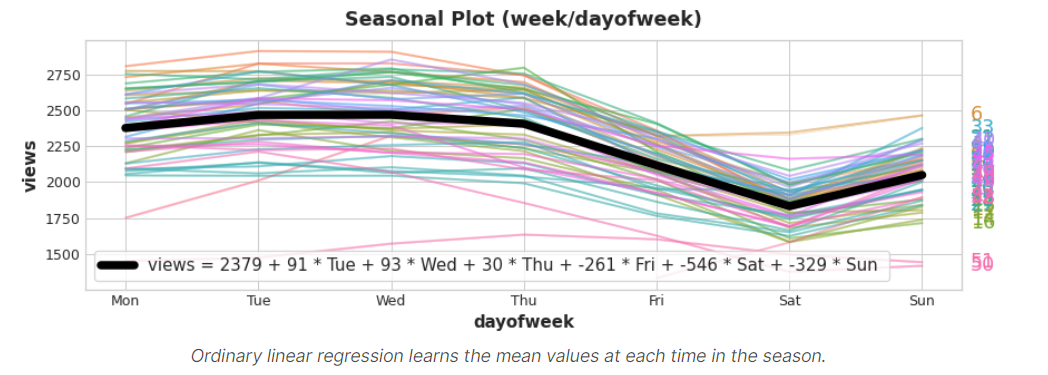 Seasonal Plot (week/dayofweek)
views
2750
2500
2250
2000
1750
1500
6
33
16
51
50
views = 2379 + 91 * Tue + 93 * Wed + 30 * Thu + -261 * Fri + -546 * Sat + -329 * Sun
Mon Tue Wed Thu Fri Sat Sun
dayofweek
Ordinary linear regression learns the mean values at each time in the season.